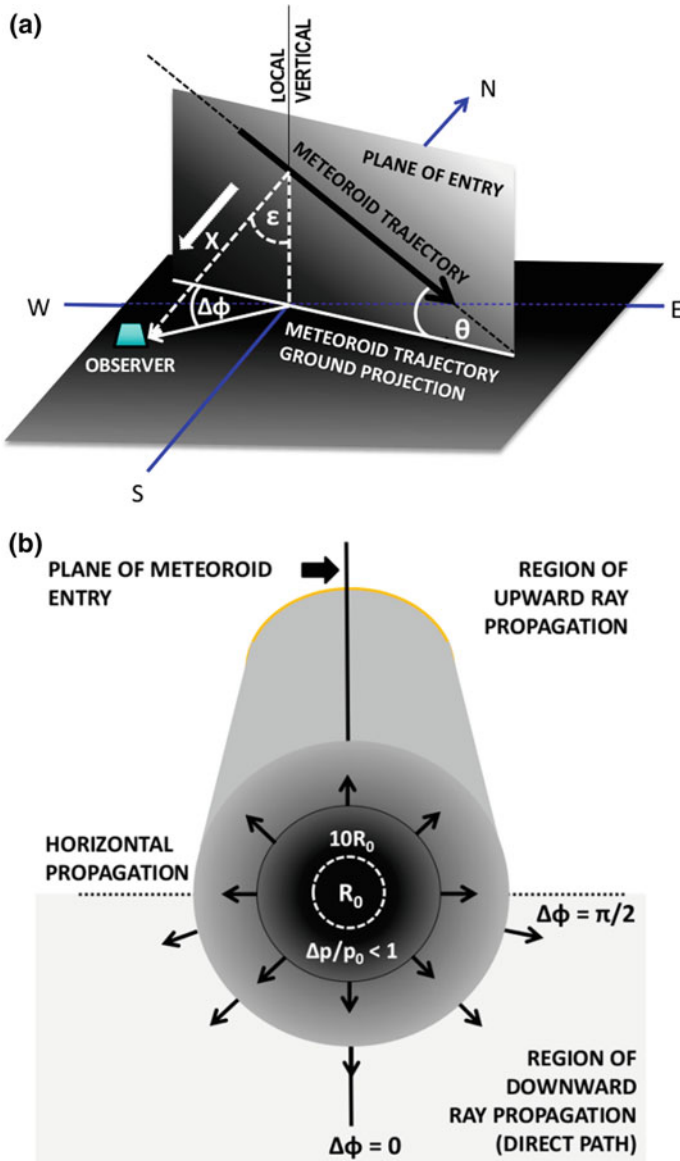 (a)
LOCAL
VERTICAL
N
PLANE OF ENTRY
METEOROID TRAJECTORY
ε
X
W
Δϕ
θ
E
OBSERVER
METEOROID TRAJECTORY
GROUND PROJECTION
S
(b)
PLANE OF METEOROID
ENTRY
REGION OF
UPWARD RAY
PROPAGATION
HORIZONTAL
PROPAGATION
10R₀
R₀
Δp/p₀ < 1
Δϕ = π/2
REGION OF
DOWNWARD
RAY PROPAGATION
(DIRECT PATH)
Δϕ = 0